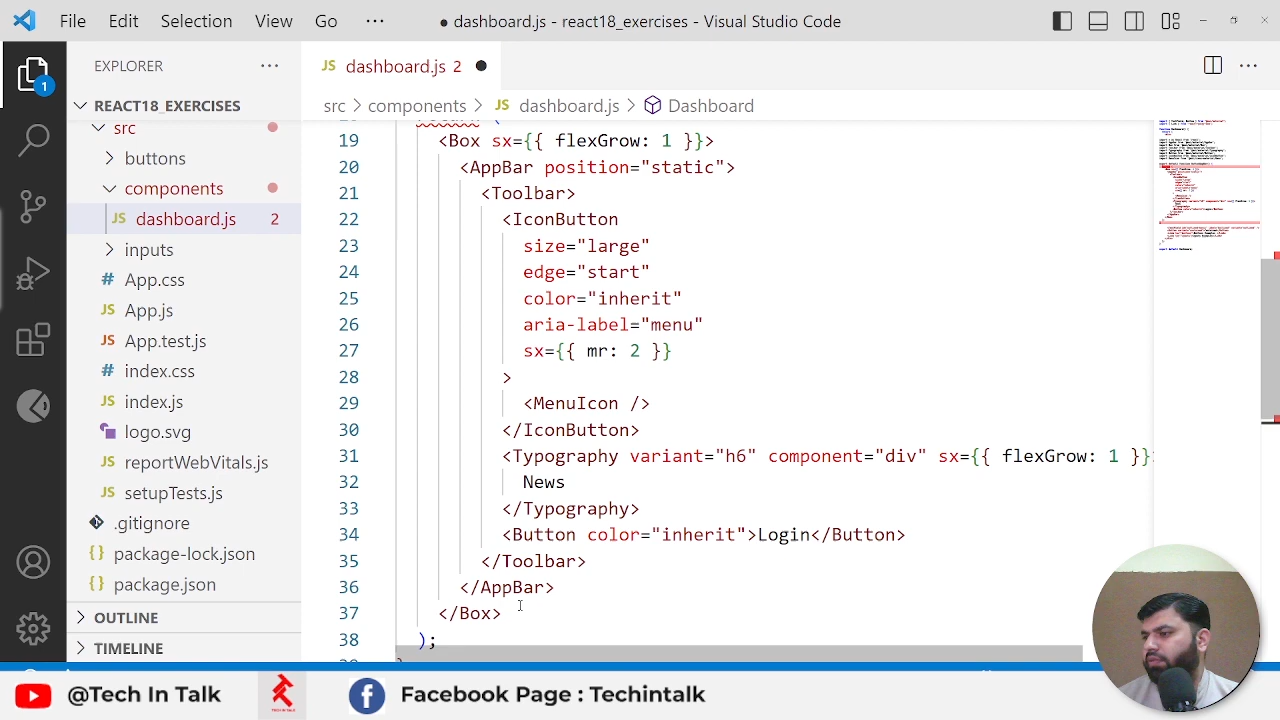 File Edit Selection View Go ··· ● dashboard.js - react18_exercises - Visual Studio Code
EXPLORER ···
JS dashboard.js 2 ●
REACT18_EXERCISES
src > components > JS dashboard.js > Dashboard
1
src
buttons
components
JS dashboard.js 2
inputs
# App.css
JS App.js
JS App.test.js
# index.css
JS index.js
logo.svg
JS reportWebVitals.js
JS setupTests.js
.gitignore
{} package-lock.json
{} package.json
OUTLINE
TIMELINE
19 <Box sx={{ flexGrow: 1 }}>
20 <AppBar position="static">
21 <Toolbar>
22 <IconButton
23 size="large"
24 edge="start"
25 color="inherit"
26 aria-label="menu"
27 sx={{ mr: 2 }}
28 >
29 <MenuIcon />
30 </IconButton>
31 <Typography variant="h6" component="div" sx={{ flexGrow: 1 }}>
32 News
33 </Typography>
34 <Button color="inherit">Login</Button>
35 </Toolbar>
36 </AppBar>
37 </Box>
38 );
@Tech In Talk
TECH IN TALK
Facebook Page : Techintalk